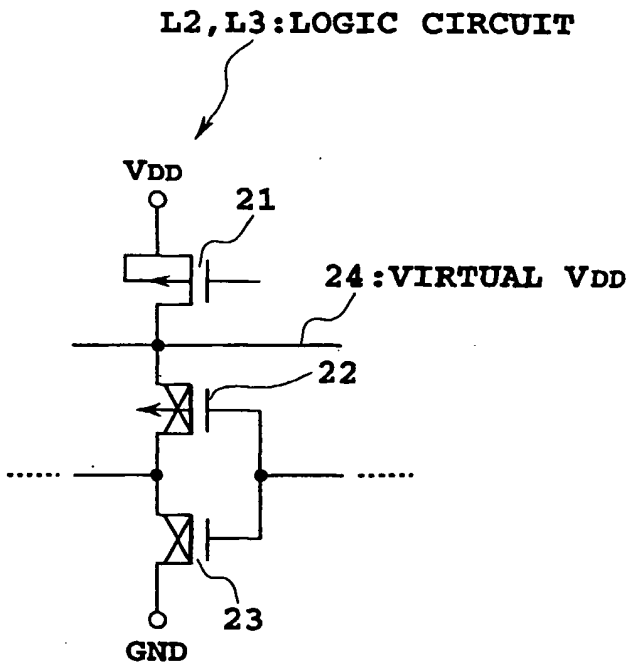 L2,L3:LOGIC CIRCUIT
VDD
21
24:VIRTUAL VDD
22
23
GND